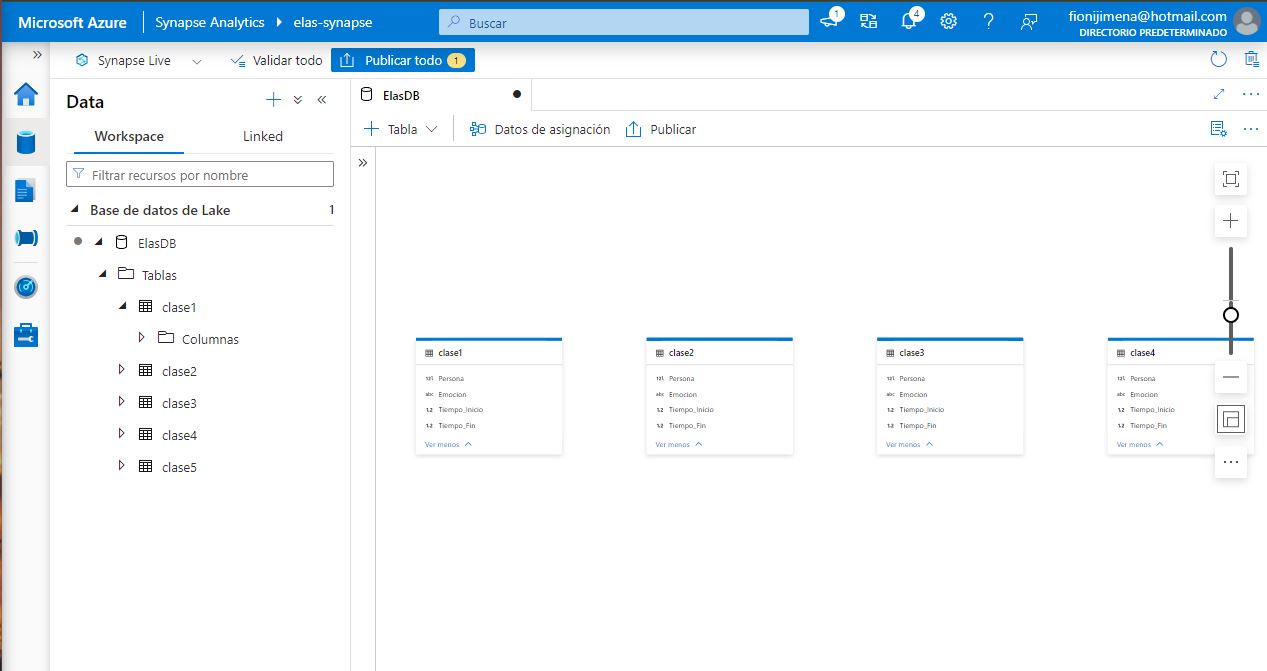 Microsoft Azure
Synapse Analytics
elas-synapse
Buscar
1
4
fionijimena@hotmail.com
DIRECTORIO PREDETERMINADO
Synapse Live
Validar todo
Publicar todo 1
Data
Workspace
Linked
Filtrar recursos por nombre
Base de datos de Lake 1
ElasDB
Tablas
clase1
Columnas
clase2
clase3
clase4
clase5
ElasDB
Tabla
Datos de asignación
Publicar
clase1
123 Persona
abc Emocion
1.2 Tiempo_Inicio
1.2 Tiempo_Fin
Ver menos
clase2
123 Persona
abc Emocion
1.2 Tiempo_Inicio
1.2 Tiempo_Fin
Ver menos
clase3
123 Persona
abc Emocion
1.2 Tiempo_Inicio
1.2 Tiempo_Fin
Ver menos
clase4
123 Persona
abc Emocion
1.2 Tiempo_Inicio
1.2 Tiempo_Fin
Ver menos